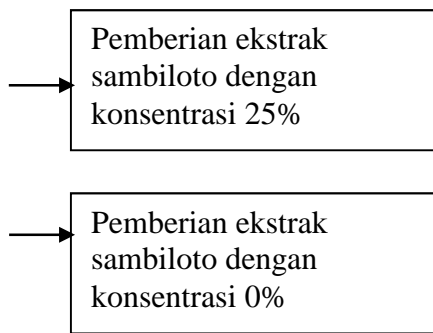 Pemberian ekstrak
sambiloto dengan
konsentrasi 25%
Pemberian ekstrak
sambiloto dengan
konsentrasi 0%